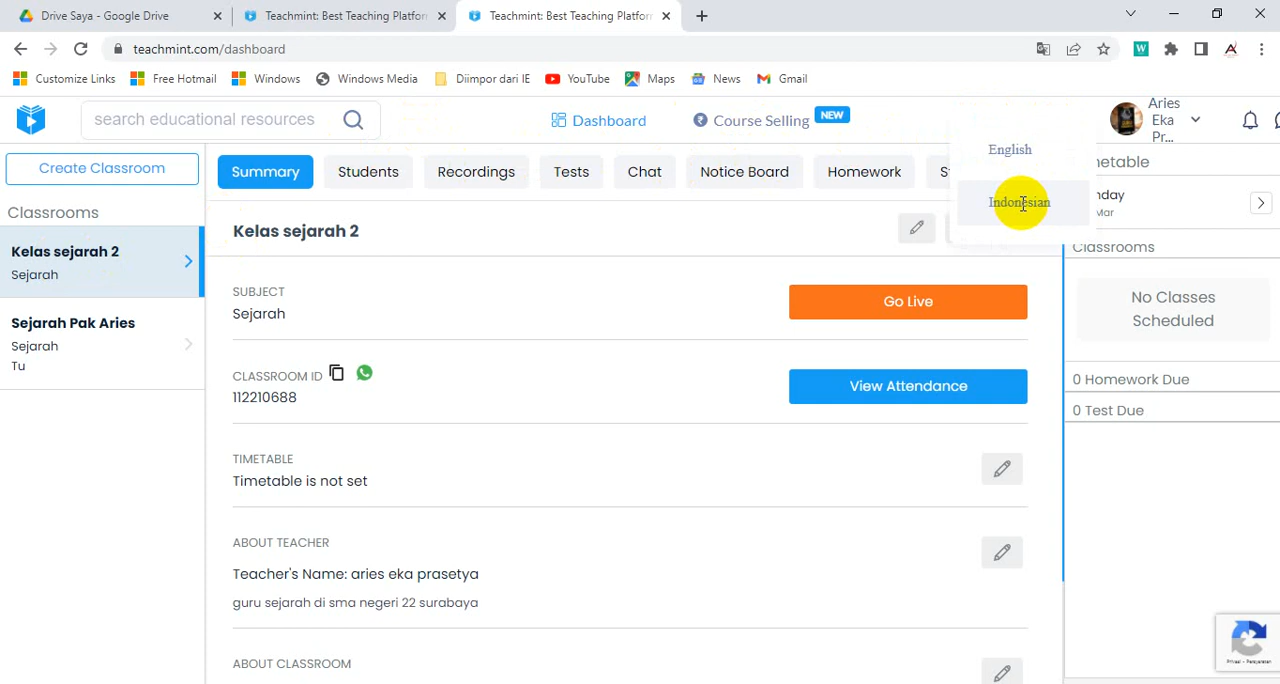 Drive Saya - Google Drive
Teachmint: Best Teaching Platfor
Teachmint: Best Teaching Platfor
teachmint.com/dashboard
Customize Links
Free Hotmail
Windows
Windows Media
Diimpor dari IE
YouTube
Maps
News
Gmail
search educational resources
Dashboard
Course Selling NEW
Aries
Eka
Pr...
English
Indonesian
Create Classroom
Summary
Students
Recordings
Tests
Chat
Notice Board
Homework
S
netable
nday
Mar
Classrooms
No Classes
Scheduled
0 Homework Due
0 Test Due
Classrooms
Kelas sejarah 2
Sejarah
Sejarah Pak Aries
Sejarah
Tu
Kelas sejarah 2
SUBJECT
Sejarah
Go Live
CLASSROOM ID
112210688
View Attendance
TIMETABLE
Timetable is not set
ABOUT TEACHER
Teacher's Name: aries eka prasetya
guru sejarah di sma negeri 22 surabaya
ABOUT CLASSROOM